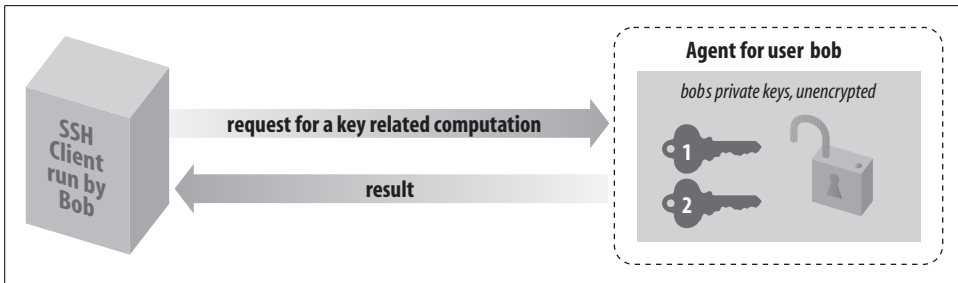 SSH
Client
run by
Bob
request for a key related computation
result
Agent for user bob
bobs private keys, unencrypted
1
2